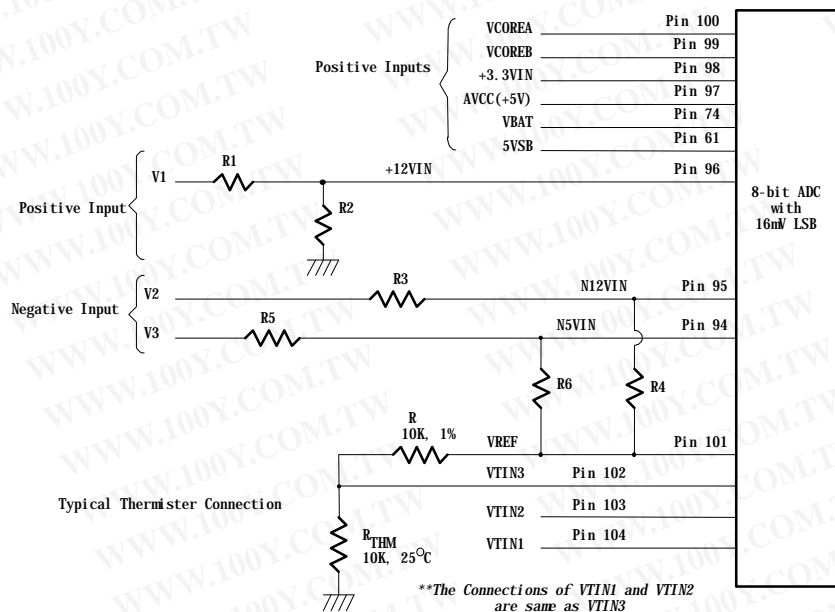 VCOREA Pin 100
VCOREB Pin 99
Positive Inputs
+3.3VIN Pin 98
AVCC(+5V) Pin 97
VBAT Pin 74
5VSB Pin 61
R1
V1 +12VIN Pin 96
Positive Input
R2
8-bit ADC
with
16mV LSB
V2 R3 N12VIN Pin 95
Negative Input
V3 R5 N5VIN Pin 94
R6 R4
R
10K, 1%
VREF Pin 101
VTIN3 Pin 102
Typical Thermister Connection
VTIN2 Pin 103
RTHM
10K, 25°C
VTIN1 Pin 104
**The Connections of VTIN1 and VTIN2
are same as VTIN3
WWW.100Y.COM.TW